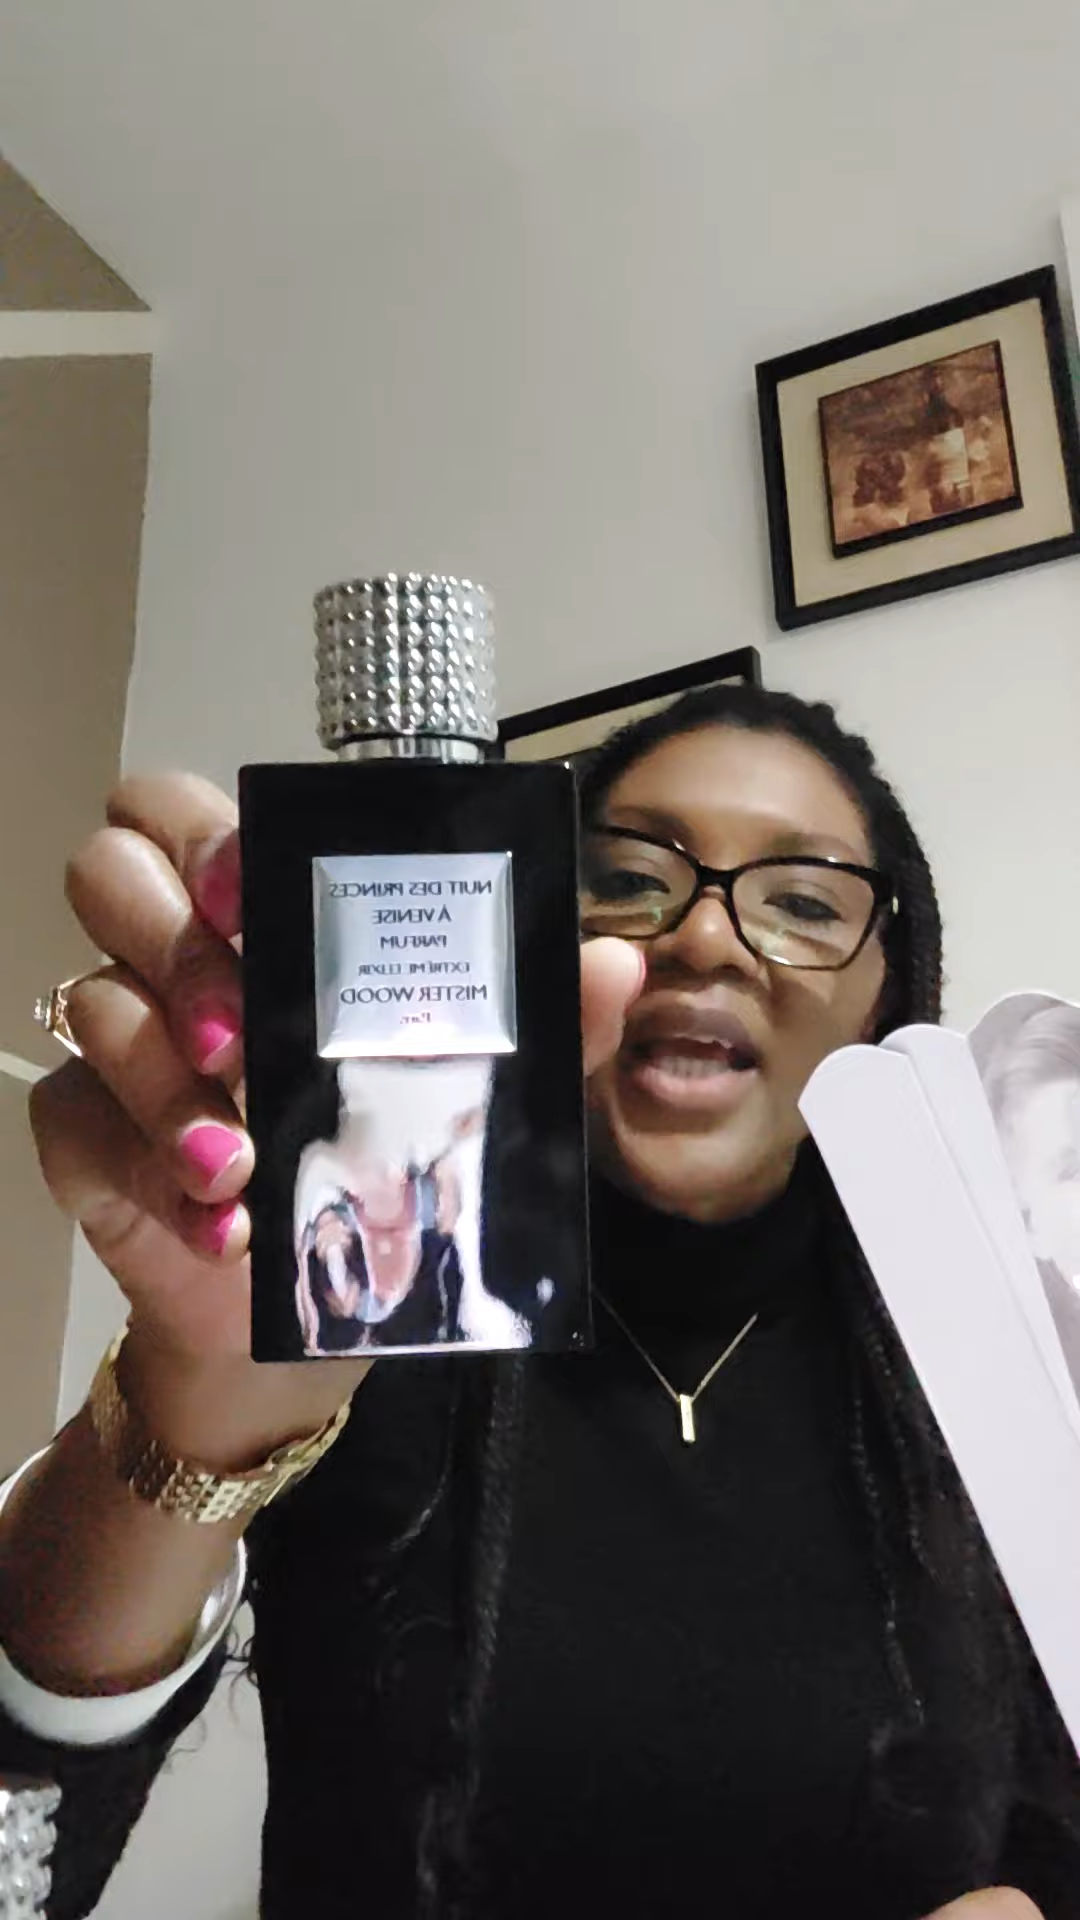 NUIT DES PRINCES
À VENISE
PARFUM
EXTRÊME ELIXIR
MISTER WOOD